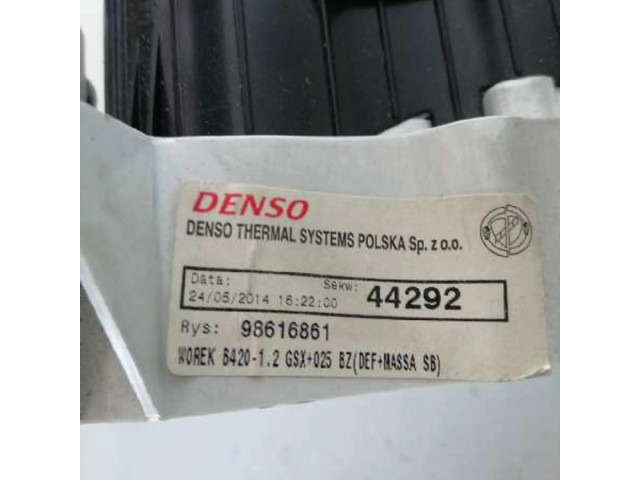 DENSO
DENSO THERMAL SYSTEMS POLSKA Sp. z o.o.
Data: Sekw: 44292
24/05/2014 16:22:00
Rys: 98616861
WOREK B420-1.2 GSX+025 BZ(DEF+MASSA SB)